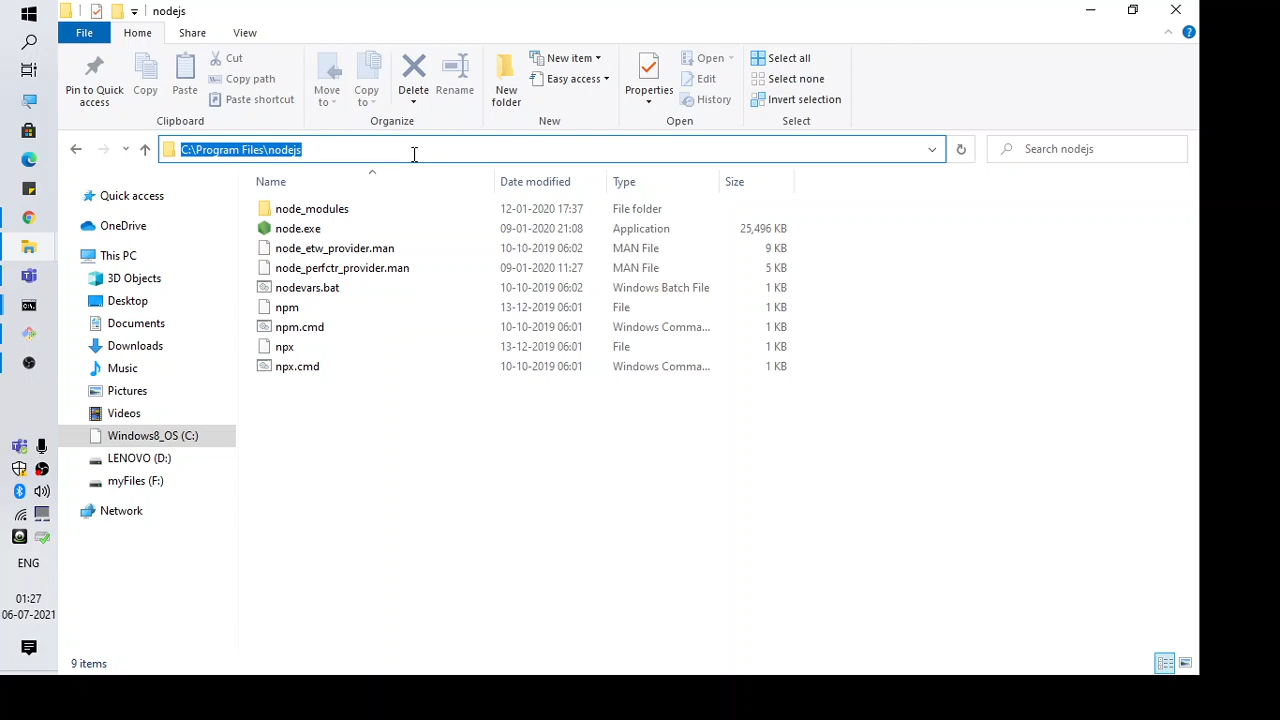 nodejs
File
Home
Share
View
Pin to Quick access
Copy
Paste
Cut
Copy path
Paste shortcut
Move to
Copy to
Delete
Rename
New folder
New item
Easy access
Properties
Open
Edit
History
Select all
Select none
Invert selection
Clipboard
Organize
New
Open
Select
C:\Program Files\nodejs
Search nodejs
Name Date modified Type Size
node_modules 12-01-2020 17:37 File folder
node.exe 09-01-2020 21:08 Application 25,496 KB
node_etw_provider.man 10-10-2019 06:02 MAN File 9 KB
node_perfctr_provider.man 09-01-2020 11:27 MAN File 5 KB
nodevars.bat 10-10-2019 06:02 Windows Batch File 1 KB
npm 13-12-2019 06:01 File 1 KB
npm.cmd 10-10-2019 06:01 Windows Comma... 1 KB
npx 13-12-2019 06:01 File 1 KB
npx.cmd 10-10-2019 06:01 Windows Comma... 1 KB
Quick access
OneDrive
This PC
3D Objects
Desktop
Documents
Downloads
Music
Pictures
Videos
Windows8_OS (C:)
LENOVO (D:)
myFiles (F:)
Network
9 items
ENG
01:27
06-07-2021